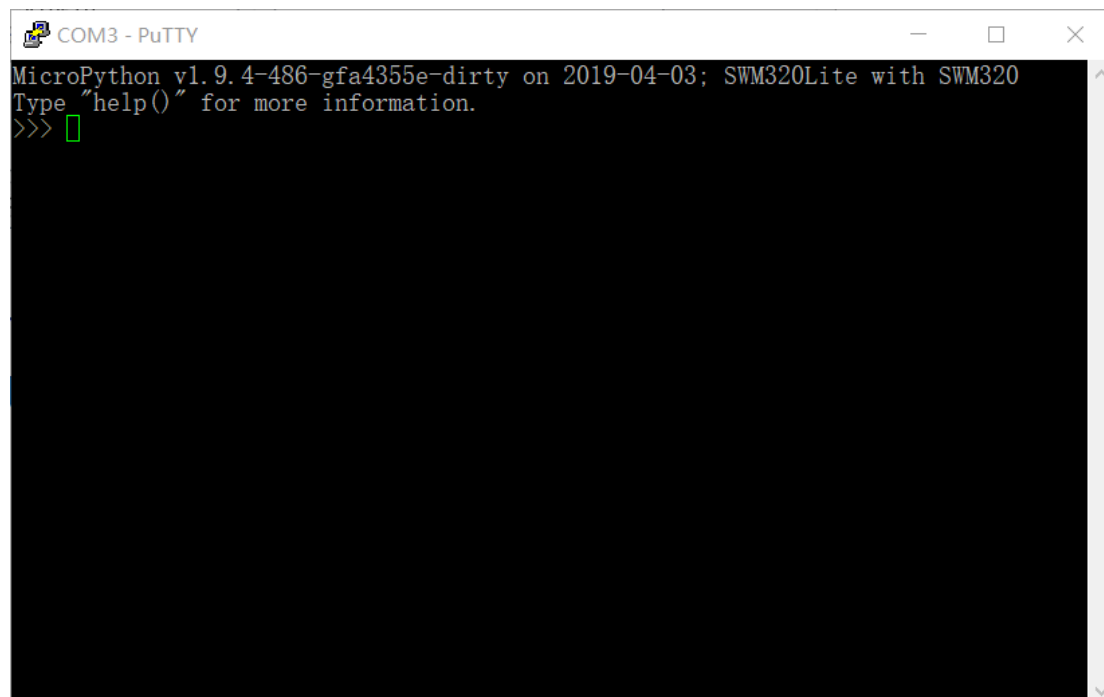 COM3 - PuTTY
MicroPython v1.9.4-486-gfa4355e-dirty on 2019-04-03; SWM320Lite with SWM320
Type "help()" for more information.
>>>